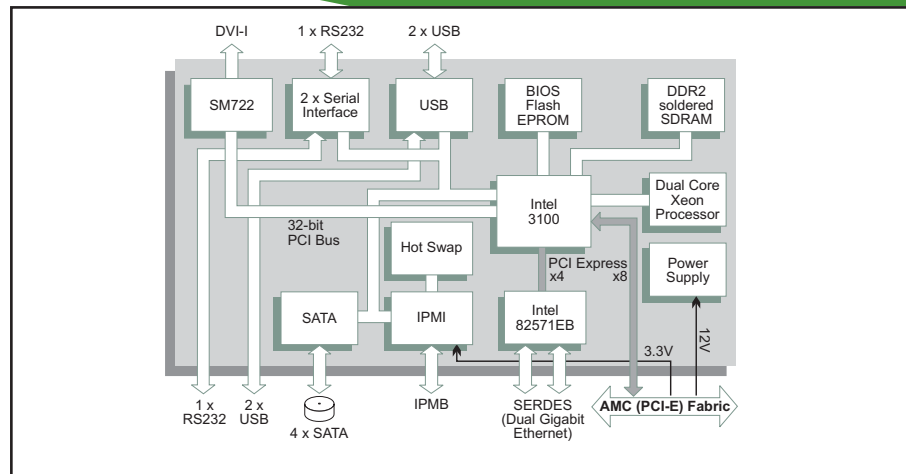 DVI-I
1 x RS232
2 x USB
SM722
2 x Serial
Interface
USB
BIOS
Flash
EPROM
DDR2
soldered
SDRAM
Intel
3100
Dual Core
Xeon
Processor
32-bit
PCI Bus
Hot Swap
PCI Express
x4
x8
Power
Supply
SATA
IPMI
Intel
82571EB
3.3V
12V
1 x
RS232
2 x
USB
4 x SATA
IPMB
SERDES
(Dual Gigabit
Ethernet)
AMC (PCI-E) Fabric